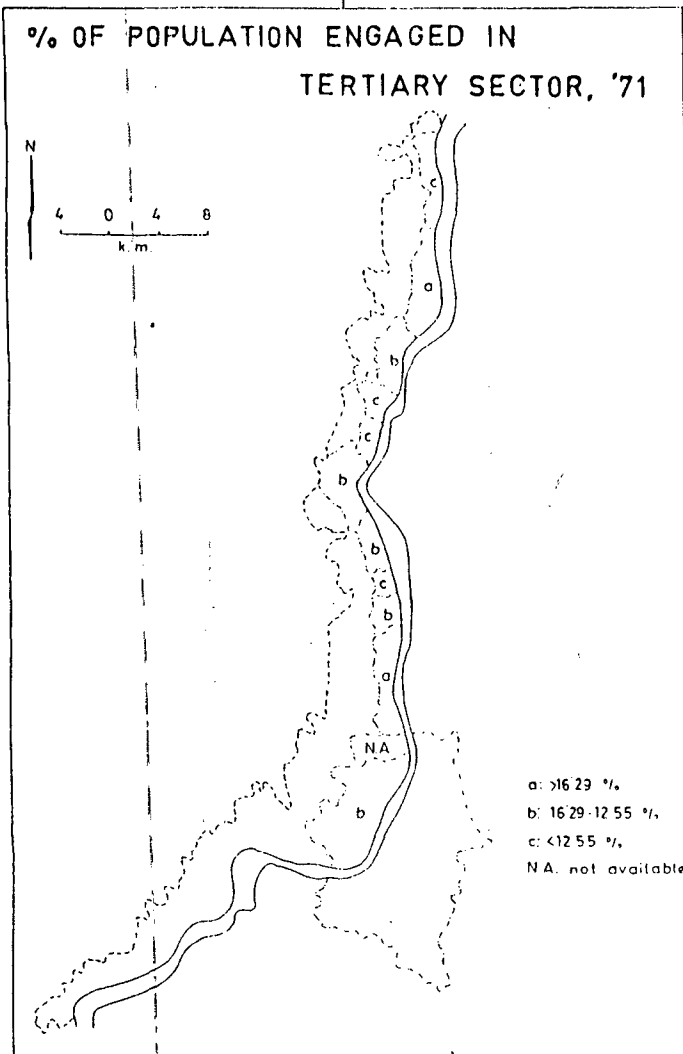 % OF POPULATION ENGAGED IN
TERTIARY SECTOR, '71
N
4 0 4 8
k.m.
c
a
b
c
c
b
b
c
b
a
N.A
b
a: >16.29 %
b: 16.29-12.55 %
c: <12.55 %
N.A. not available